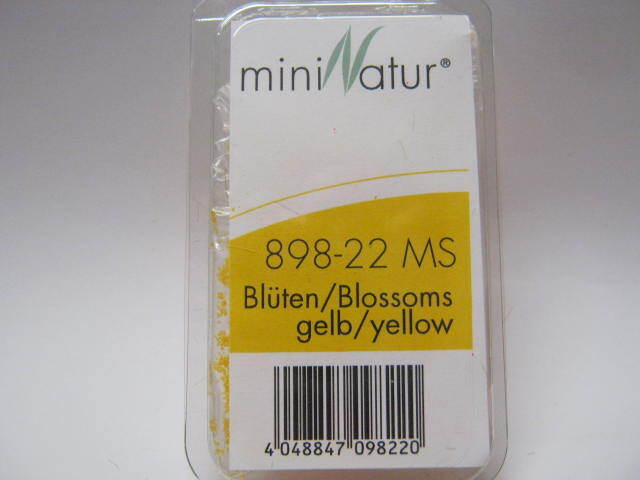 miniNatur®
898-22 MS
Blüten/Blossoms
gelb/yellow
4 048847 098220